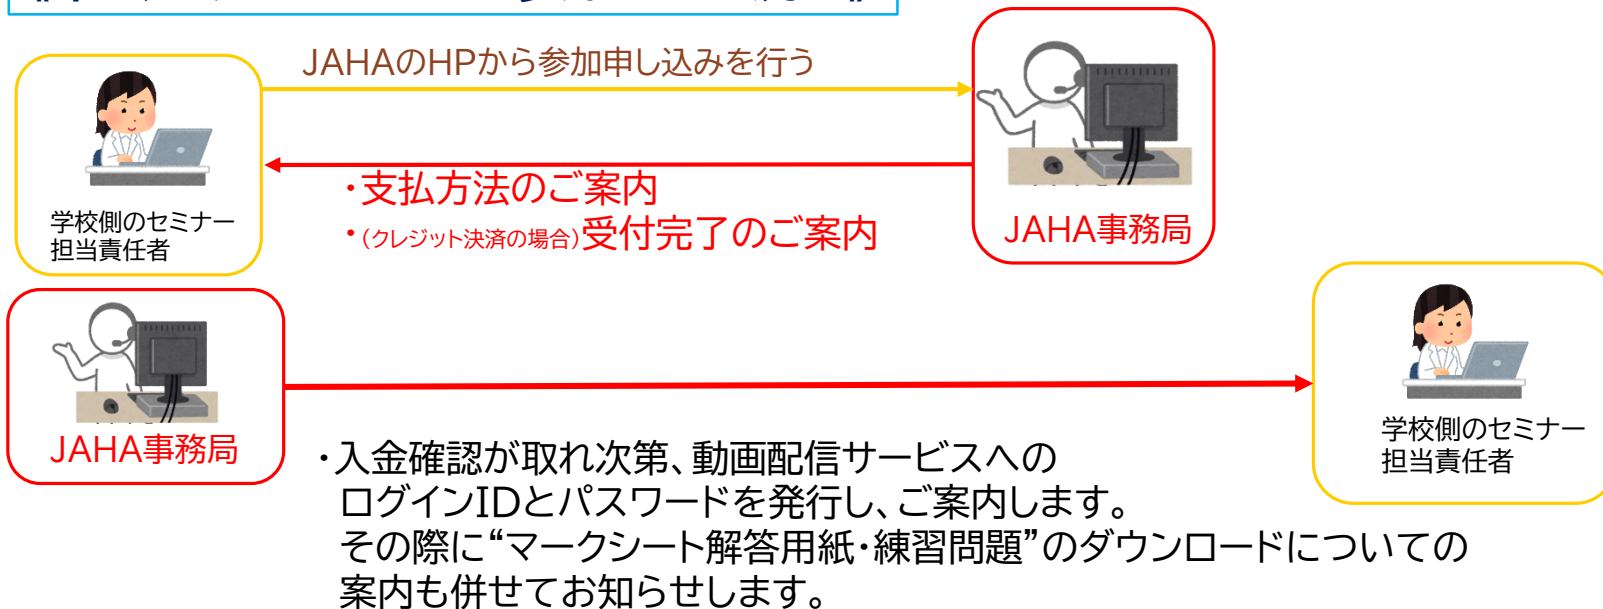 JAHAのHPから参加申し込みを行う
・支払方法のご案内
・(クレジット決済の場合)受付完了のご案内
学校側のセミナー
担当責任者
JAHA事務局
JAHA事務局
学校側のセミナー
担当責任者
・入金確認が取れ次第、動画配信サービスへの
ログインIDとパスワードを発行し、ご案内します。
その際に“マークシート解答用紙・練習問題”のダウンロードについての
案内も併せてお知らせします。